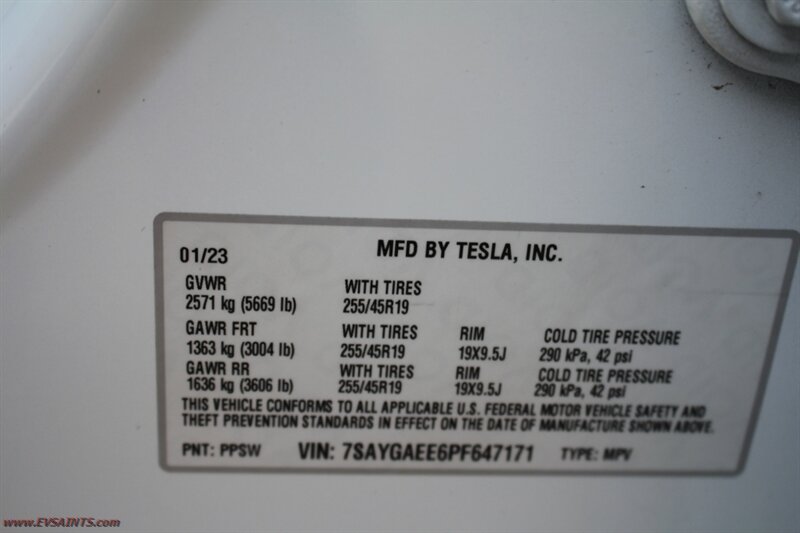 01/23 MFD BY TESLA, INC.
GVWR WITH TIRES
2571 kg (5669 lb) 255/45R19
GAWR FRT WITH TIRES RIM COLD TIRE PRESSURE
1363 kg (3004 lb) 255/45R19 19X9.5J 290 kPa, 42 psi
GAWR RR WITH TIRES RIM COLD TIRE PRESSURE
1636 kg (3606 lb) 255/45R19 19X9.5J 290 kPa, 42 psi
THIS VEHICLE CONFORMS TO ALL APPLICABLE U.S. FEDERAL MOTOR VEHICLE SAFETY AND
THEFT PREVENTION STANDARDS IN EFFECT ON THE DATE OF MANUFACTURE SHOWN ABOVE.
PNT: PPSW VIN: 7SAYGAEE6PF647171 TYPE: MPV
www.EVSAINTS.com